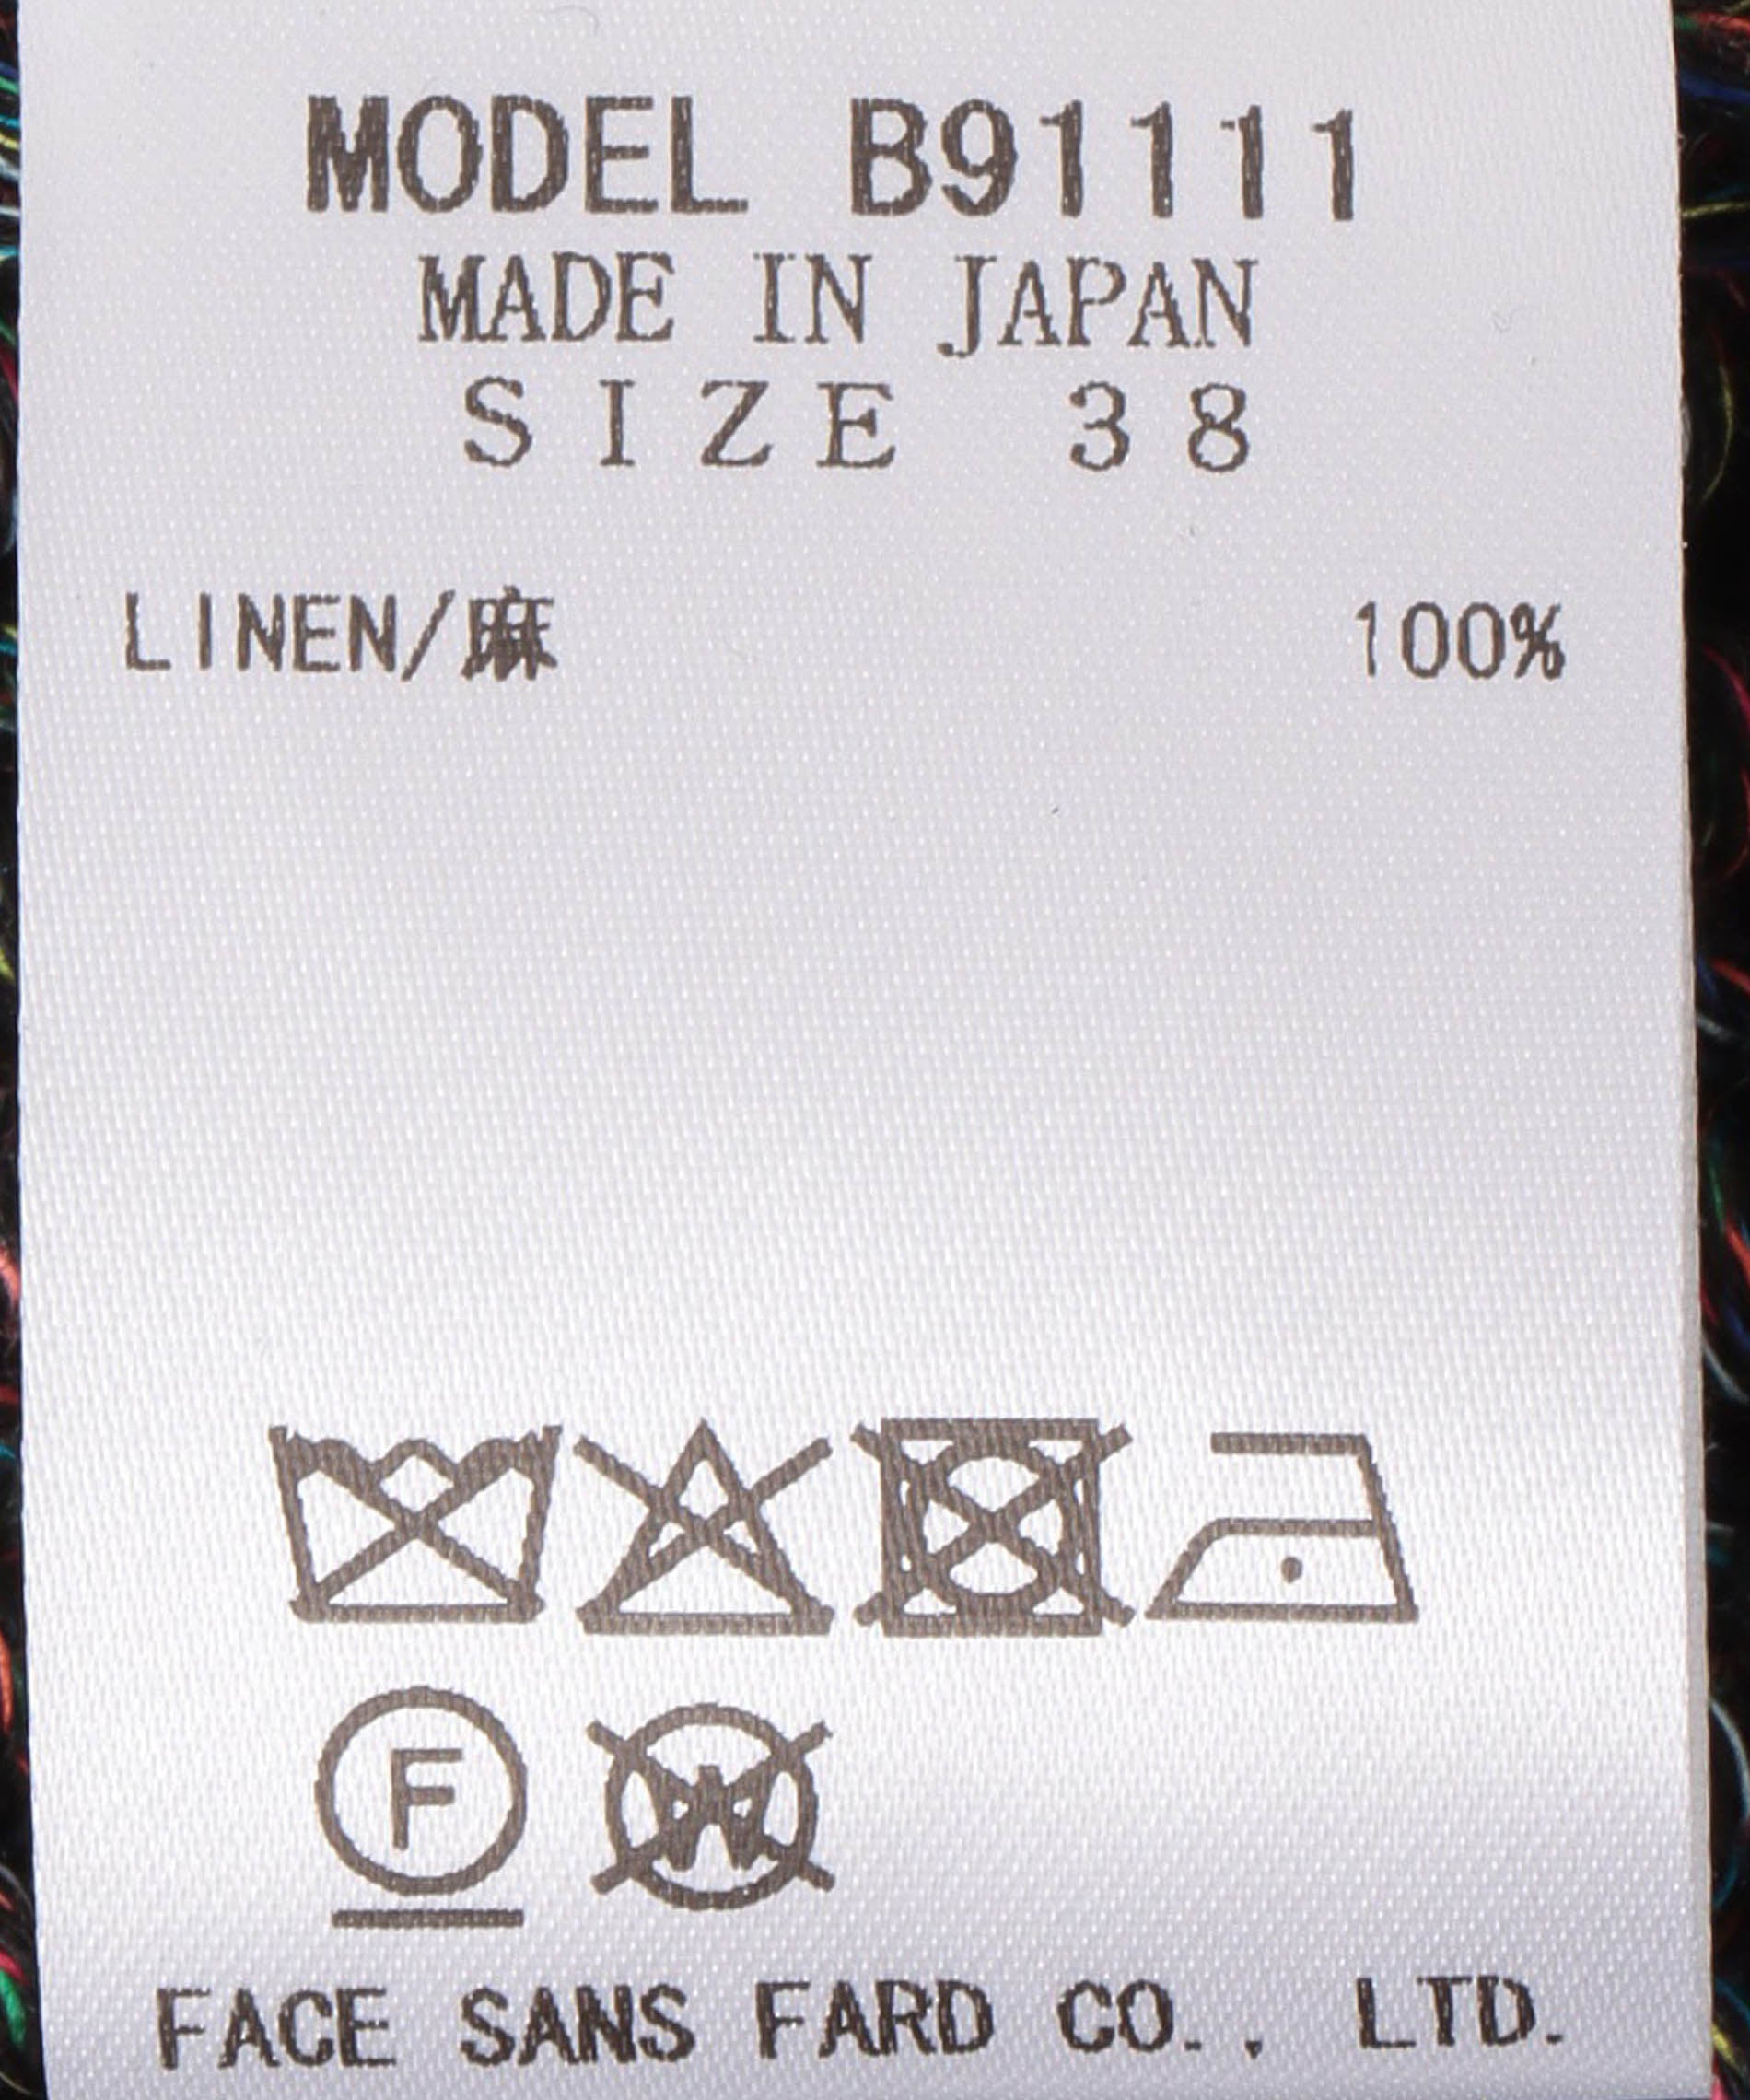 MODEL B91111
MADE IN JAPAN
SIZE 38
LINEN/麻 100%
F W
FACE SANS FARD CO., LTD.